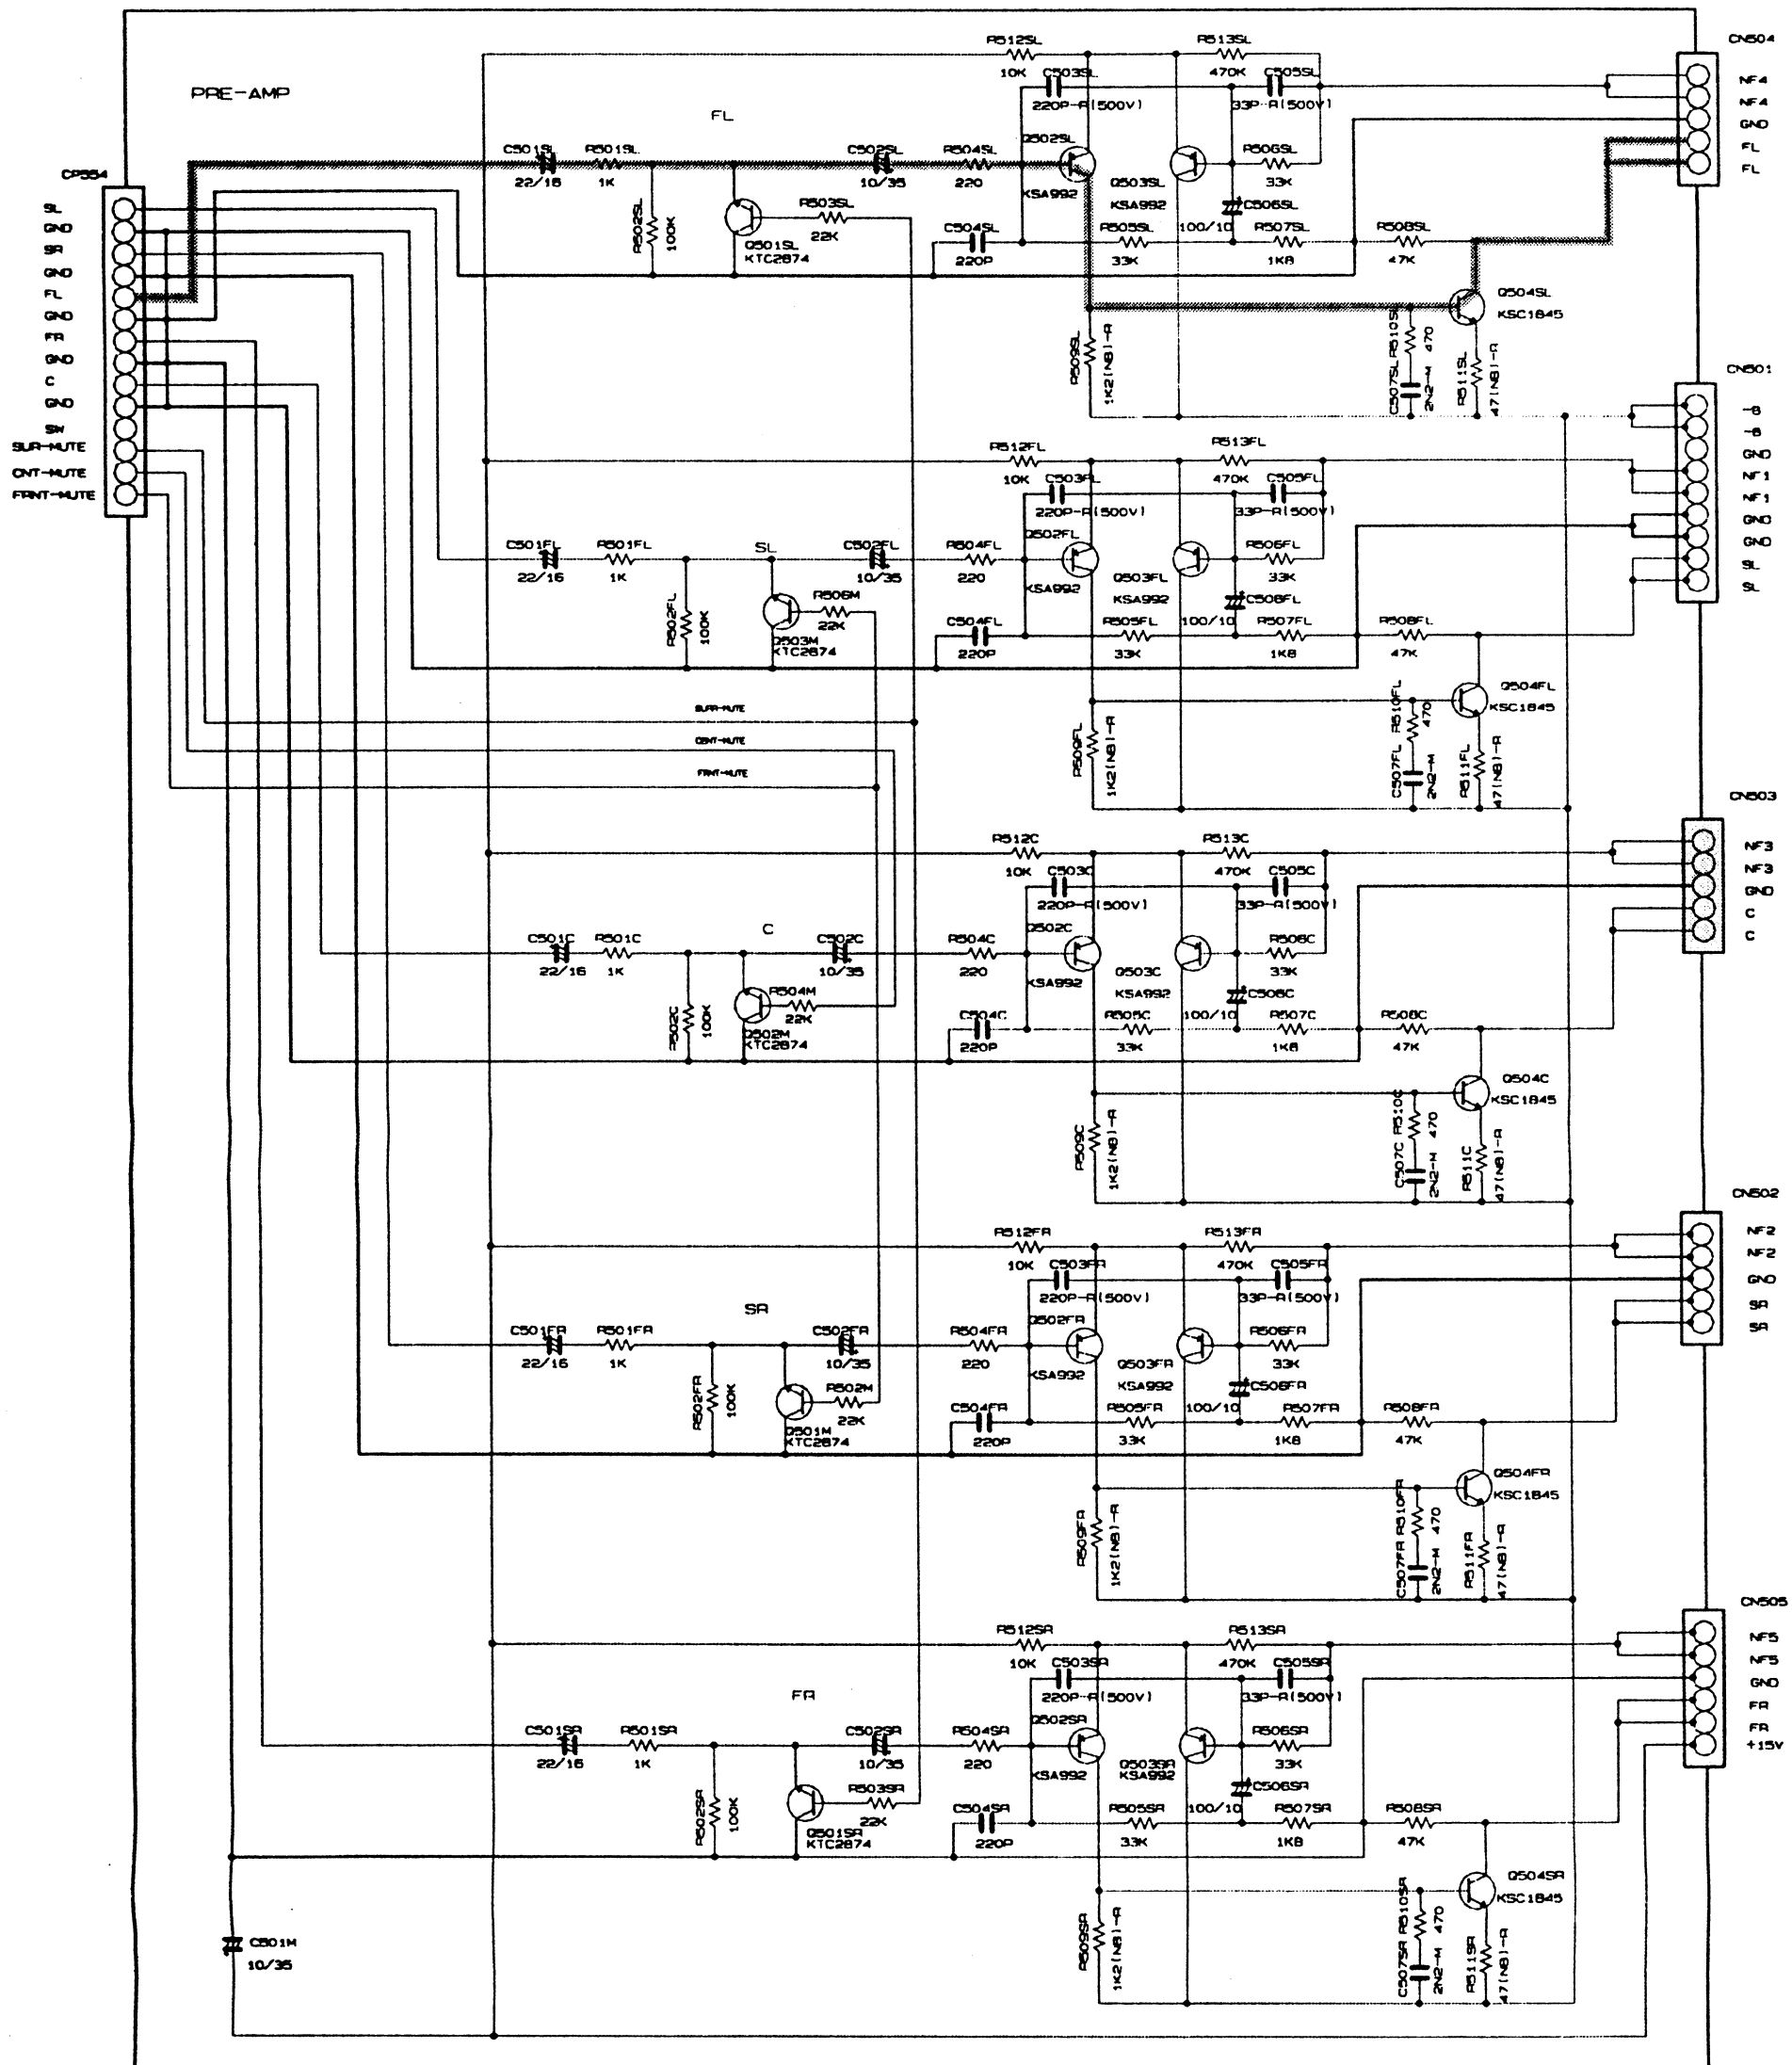 PRE-AMP
CP554
SL
GND
SR
GND
FL
GND
FR
GND
C
GND
SW
SUR-MUTE
CNT-MUTE
FRNT-MUTE
FL
C501SL
22/16
R501SL
1K
R502SL
100K
Q501SL
KTC2874
R503SL
22K
C502SL
10/35
R504SL
220
C504SL
220P
R512SL
10K
C503SL
220P-A(500V)
Q502SL
KSA992
R513SL
470K
C505SL
33P-A(500V)
Q503SL
KSA992
R506SL
33K
C506SL
100/10
R505SL
33K
R507SL
1K8
R508SL
47K
Q504SL
KSC1845
R509SL
1K2(NB)-A
C507SL
2N2-M
R510SL
470
R511SL
47(NB)-A
CN504
NF4
NF4
GND
FL
FL
SL
C501FL
22/16
R501FL
1K
R502FL
100K
Q503M
KTC2874
R506M
22K
C502FL
10/35
R504FL
220
C504FL
220P
R512FL
10K
C503FL
220P-A(500V)
Q502FL
KSA992
R513FL
470K
C505FL
33P-A(500V)
Q503FL
KSA992
R506FL
33K
C506FL
100/10
R505FL
33K
R507FL
1K8
R508FL
47K
Q504FL
KSC1845
R509FL
1K2(NB)-A
C507FL
2N2-M
R510FL
470
R511FL
47(NB)-A
CN501
-B
-B
GND
NF1
NF1
GND
GND
SL
SL
SURR-MUTE
CENT-MUTE
FRNT-MUTE
C
C501C
22/16
R501C
1K
R502C
100K
Q502M
KTC2874
R504M
22K
C502C
10/35
R504C
220
C504C
220P
R512C
10K
C503C
220P-A(500V)
Q502C
KSA992
R513C
470K
C505C
33P-A(500V)
Q503C
KSA992
R506C
33K
C506C
100/10
R505C
33K
R507C
1K8
R508C
47K
Q504C
KSC1845
R509C
1K2(NB)-A
C507C
2N2-M
R510C
470
R511C
47(NB)-A
CN503
NF3
NF3
GND
C
C
SR
C501FR
22/16
R501FR
1K
R502FR
100K
Q501M
KTC2874
R502M
22K
C502FR
10/35
R504FR
220
C504FR
220P
R512FR
10K
C503FR
220P-A(500V)
Q502FR
KSA992
R513FR
470K
C505FR
33P-A(500V)
Q503FR
KSA992
R506FR
33K
C506FR
100/10
R505FR
33K
R507FR
1K8
R508FR
47K
Q504FR
KSC1845
R509FR
1K2(NB)-A
C507FR
2N2-M
R510FR
470
R511FR
47(NB)-A
CN502
NF2
NF2
GND
SR
SR
FR
C501SR
22/16
R501SR
1K
R502SR
100K
Q501SR
KTC2874
R503SR
22K
C502SR
10/35
R504SR
220
C504SR
220P
R512SR
10K
C503SR
220P-A(500V)
Q502SR
KSA992
R513SR
470K
C505SR
33P-A(500V)
Q503SR
KSA992
R506SR
33K
C506SR
100/10
R505SR
33K
R507SR
1K8
R508SR
47K
Q504SR
KSC1845
R509SR
1K2(NB)-A
C507SR
2N2-M
R510SR
470
R511SR
47(NB)-A
CN505
NF5
NF5
GND
FR
FR
+15V
C501M
10/35